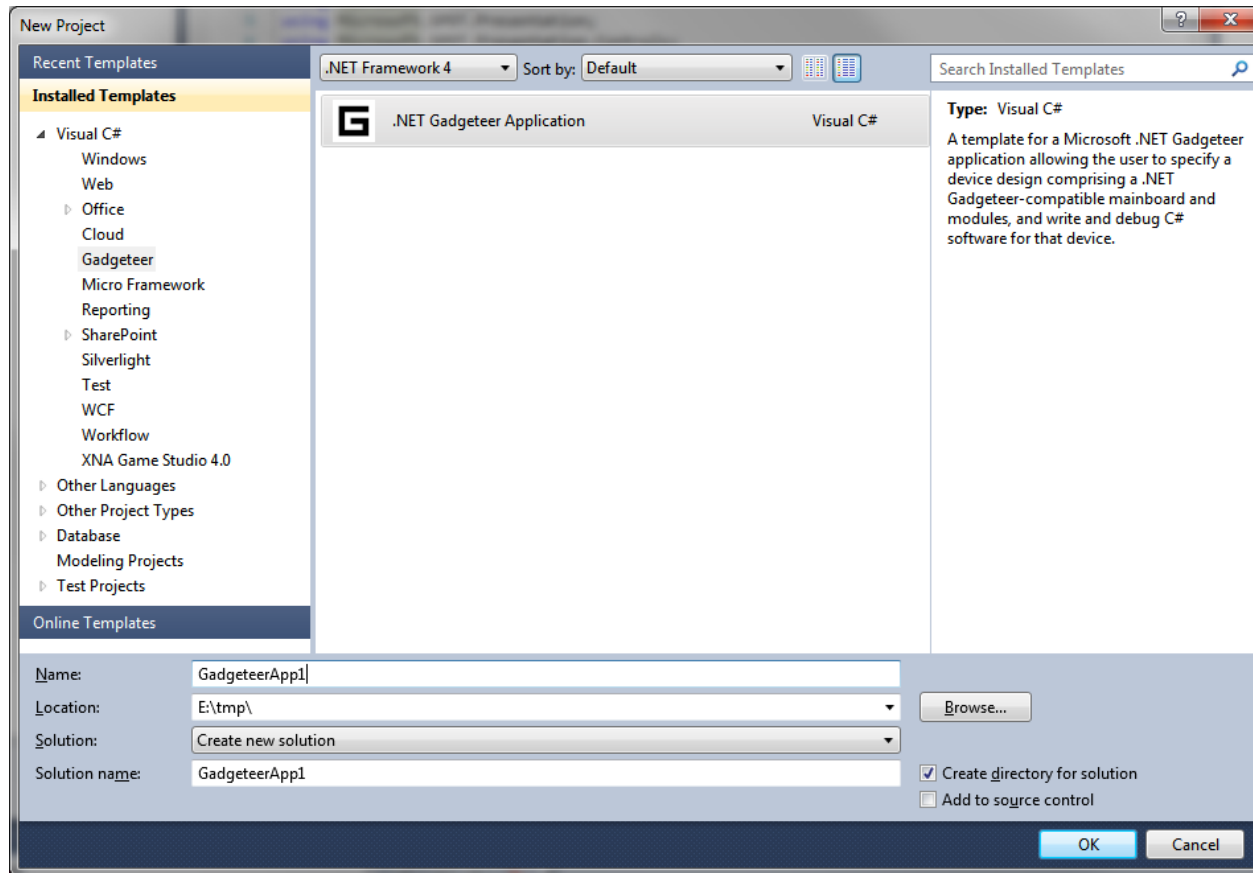 New Project
Recent Templates
Installed Templates
Visual C#
Windows
Web
Office
Cloud
Gadgeteer
Micro Framework
Reporting
SharePoint
Silverlight
Test
WCF
Workflow
XNA Game Studio 4.0
Other Languages
Other Project Types
Database
Modeling Projects
Test Projects
Online Templates
.NET Framework 4
Sort by: Default
.NET Gadgeteer Application Visual C#
Search Installed Templates
Type: Visual C#
A template for a Microsoft .NET Gadgeteer
application allowing the user to specify a
device design comprising a .NET
Gadgeteer-compatible mainboard and
modules, and write and debug C#
software for that device.
Name: GadgeteerApp1
Location: E:\tmp\
Browse...
Solution: Create new solution
Solution name: GadgeteerApp1
Create directory for solution
Add to source control
OK Cancel